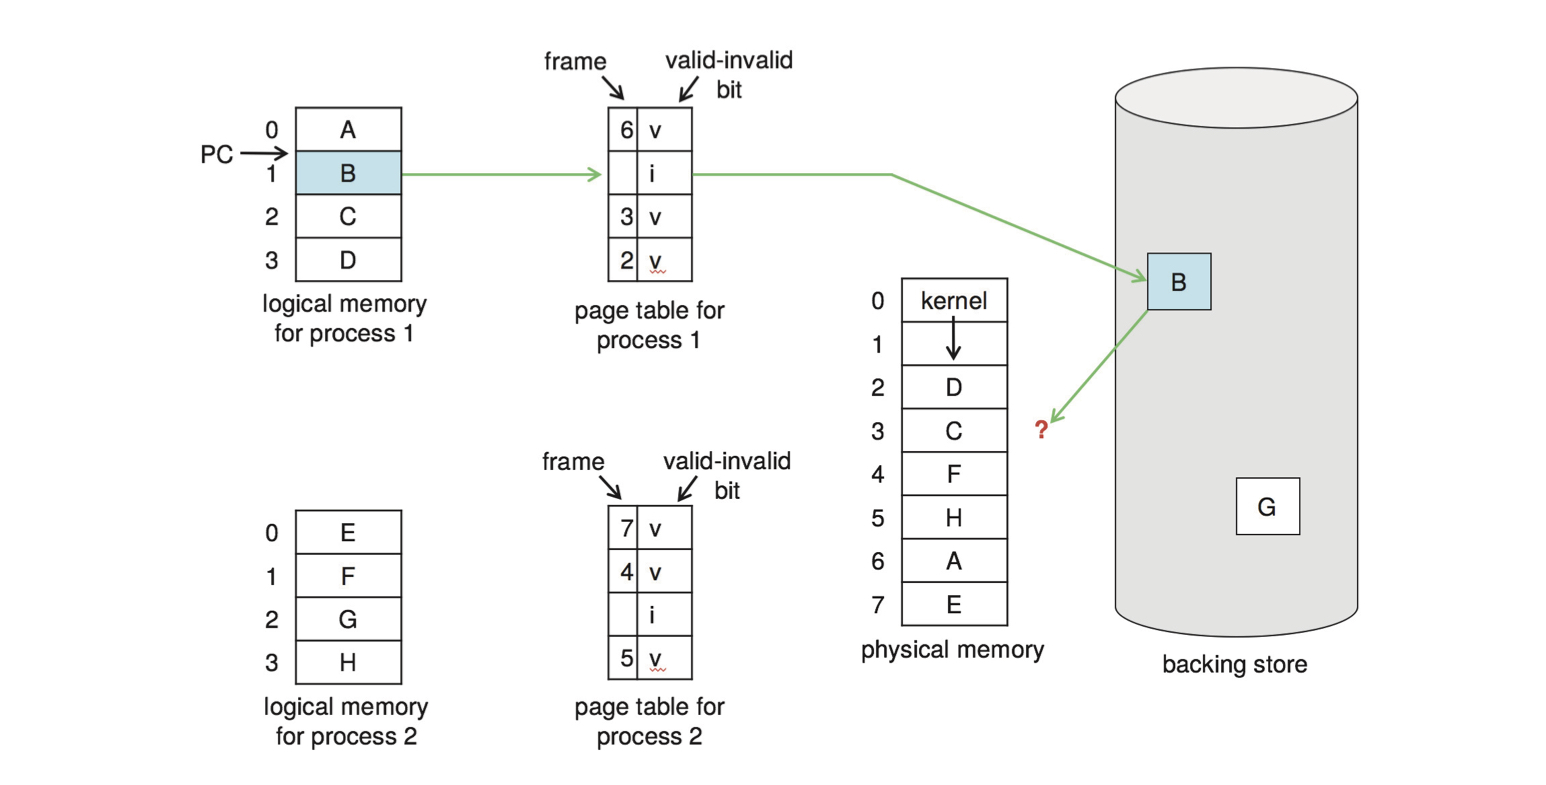 frame
valid-invalid
bit
PC
0 A
1 B
2 C
3 D
logical memory
for process 1
6 v
i
3 v
2 v
page table for
process 1
0 kernel
1
2 D
3 C
4 F
5 H
6 A
7 E
physical memory
?
B
G
backing store
frame
valid-invalid
bit
0 E
1 F
2 G
3 H
logical memory
for process 2
7 v
4 v
i
5 v
page table for
process 2